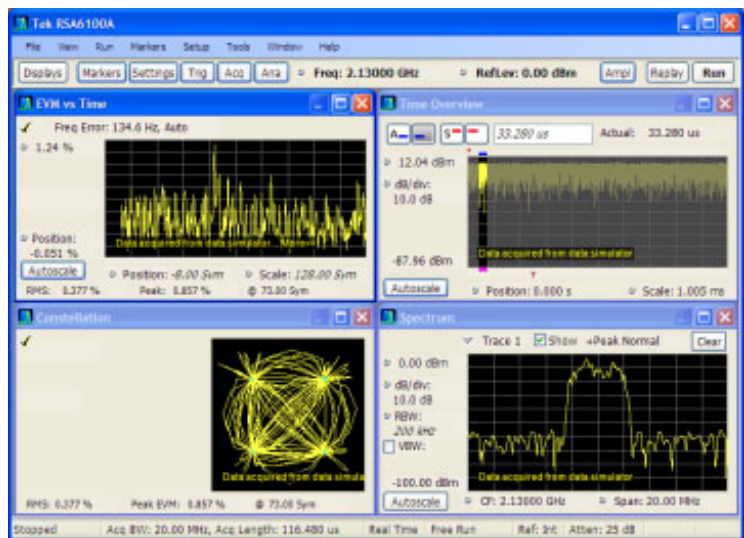 Tek RSA6100A
File View Run Markers Setup Tools Window Help
Displays Markers Settings Trig Acq Ana Freq: 2.13000 GHz RefLev: 0.00 dBm Ampl Replay Run
EVM vs Time
Freq Error: 134.6 Hz, Auto
1.24 %
Data acquired from data simulator
Position:
-0.051 %
Autoscale
Position: -8.00 Sym Scale: 128.00 Sym
RMS: 0.377 % Peak: 0.857 % @ 73.00 Sym
Time Overview
33.280 us Actual: 33.280 us
12.04 dBm
dB/div:
10.0 dB
-87.96 dBm
Data acquired from data simulator
Autoscale Position: 0.000 s Scale: 1.005 ms
Constellation
Data acquired from data simula
RMS: 0.377 % Peak EVM: 0.857 % @ 73.00 Sym
Spectrum
Trace 1 Show +Peak Normal Clear
0.00 dBm
dB/div:
10.0 dB
RBW:
200 kHz
VBW:
-100.00 dBm
Data acquired from data simulator
Autoscale CF: 2.13000 GHz Span: 20.00 MHz
Stopped Acq BW: 20.00 MHz, Acq Length: 116.480 us Real Time Free Run Ref: Int Atten: 25 dB